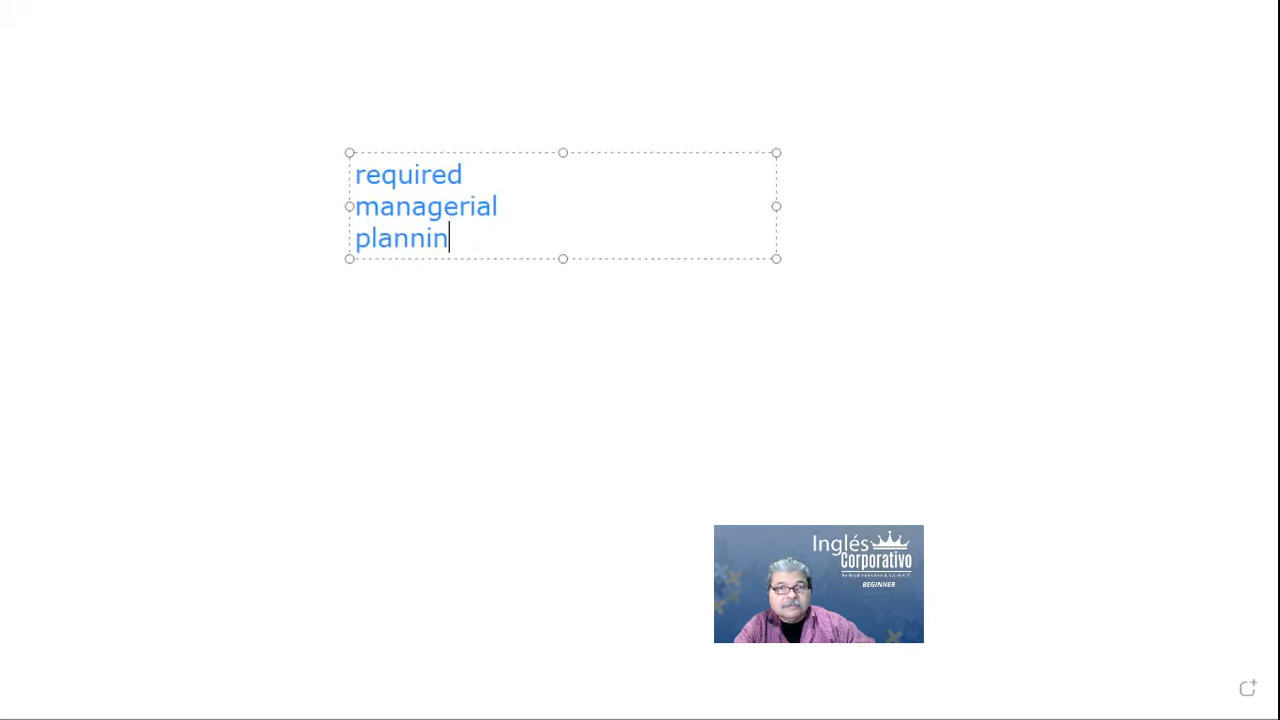 required
managerial
plannin
Inglés
Corporativo
BEGINNER